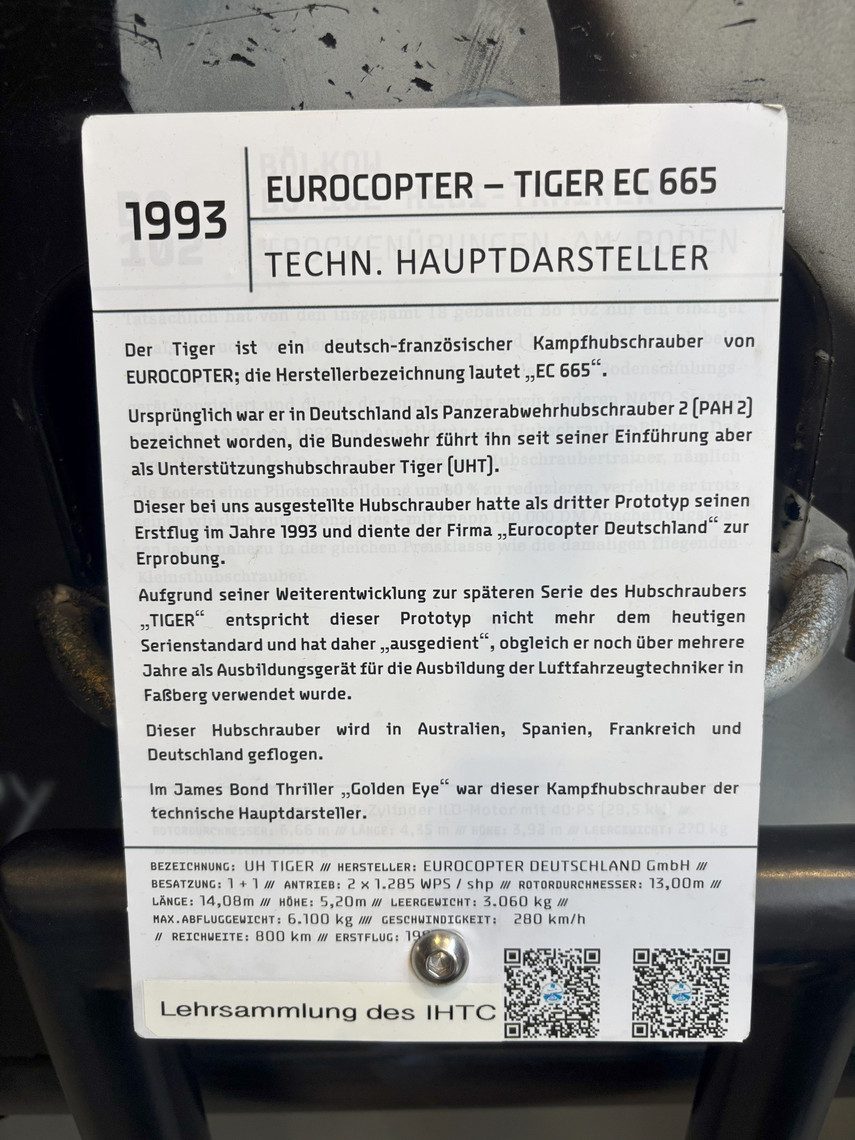 1993
EUROCOPTER – TIGER EC 665
TECHN. HAUPTDARSTELLER
Der Tiger ist ein deutsch-französischer Kampfhubschrauber von
EUROCOPTER; die Herstellerbezeichnung lautet „EC 665“.
Ursprünglich war er in Deutschland als Panzerabwehrhubschrauber 2 (PAH 2)
bezeichnet worden, die Bundeswehr führt ihn seit seiner Einführung aber
als Unterstützungshubschrauber Tiger (UHT).
Dieser bei uns ausgestellte Hubschrauber hatte als dritter Prototyp seinen
Erstflug im Jahre 1993 und diente der Firma „Eurocopter Deutschland“ zur
Erprobung.
Aufgrund seiner Weiterentwicklung zur späteren Serie des Hubschraubers
„TIGER“ entspricht dieser Prototyp nicht mehr dem heutigen
Serienstandard und hat daher „ausgedient“, obgleich er noch über mehrere
Jahre als Ausbildungsgerät für die Ausbildung der Luftfahrzeugtechniker in
Faßberg verwendet wurde.
Dieser Hubschrauber wird in Australien, Spanien, Frankreich und
Deutschland geflogen.
Im James Bond Thriller „Golden Eye“ war dieser Kampfhubschrauber der
technische Hauptdarsteller.
BEZEICHNUNG: UH TIGER /// HERSTELLER: EUROCOPTER DEUTSCHLAND GmbH ///
BESATZUNG: 1 + 1 /// ANTRIEB: 2 x 1.285 WPS / shp /// ROTORDURCHMESSER: 13,00m ///
LÄNGE: 14,08m /// HÖHE: 5,20m /// LEERGEWICHT: 3.060 kg ///
MAX.ABFLUGGEWICHT: 6.100 kg //// GESCHWINDIGKEIT: 280 km/h
// REICHWEITE: 800 km /// ERSTFLUG:
Lehrsammlung des IHTC